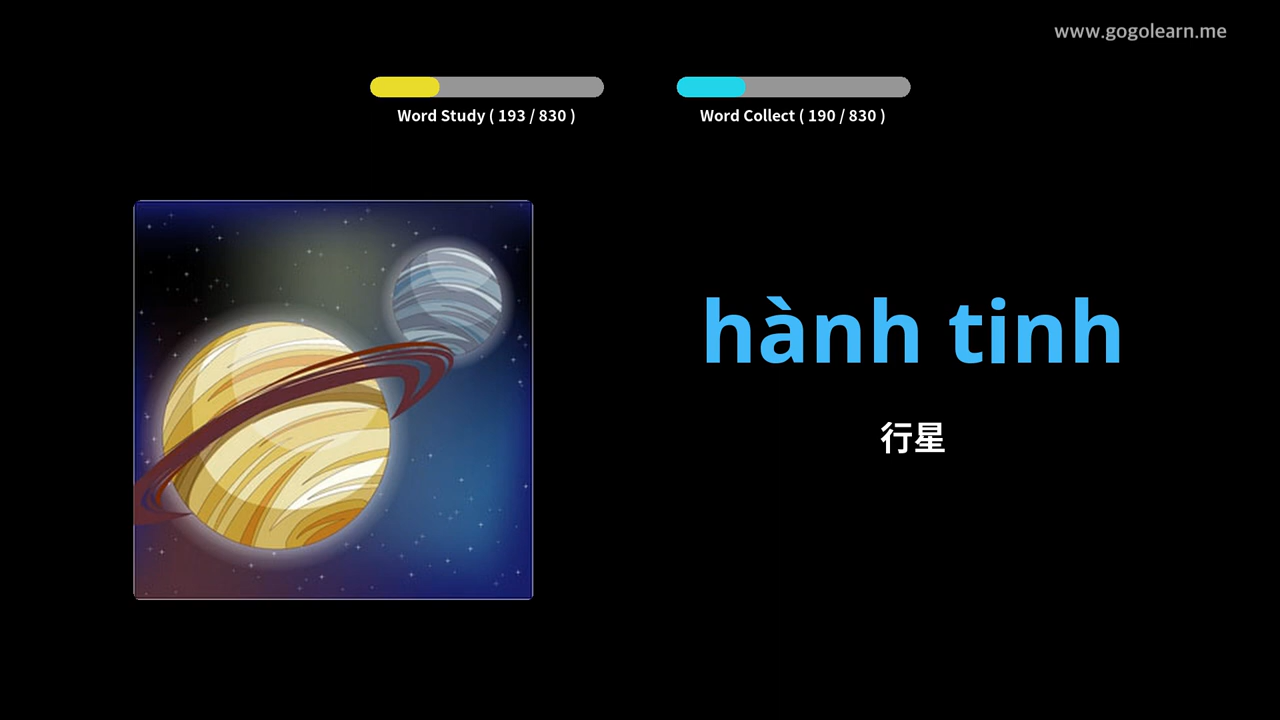 www.gogolearn.me
Word Study ( 193 / 830 )
Word Collect ( 190 / 830 )
hành tinh
行星